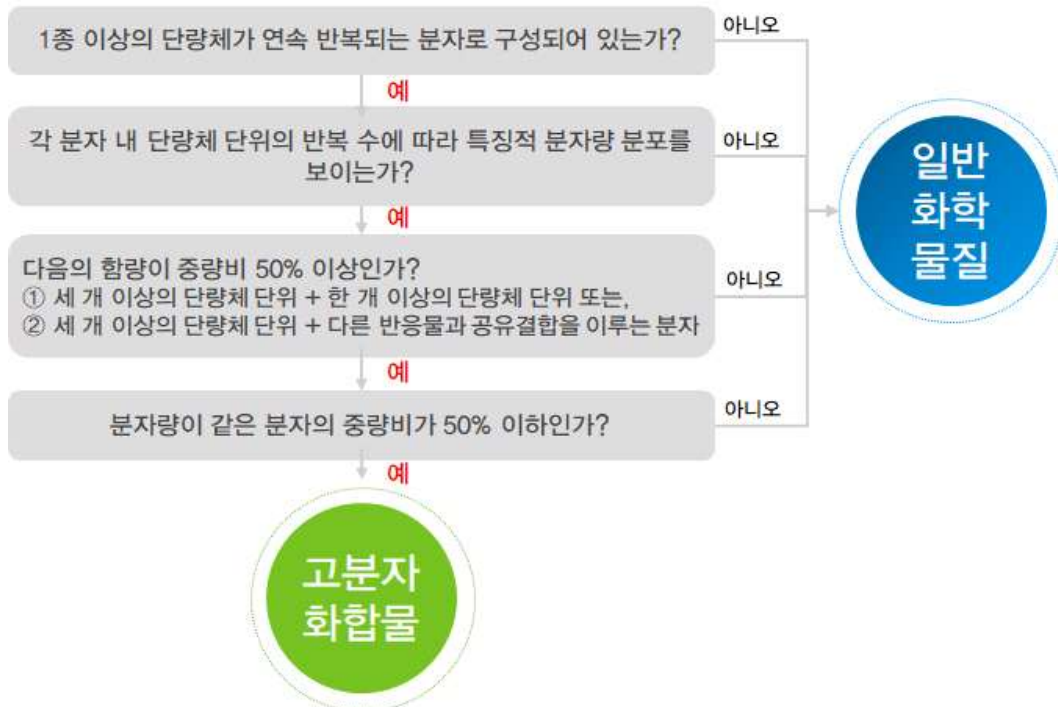 1종 이상의 단량체가 연속 반복되는 분자로 구성되어 있는가?
아니오
예
각 분자 내 단량체 단위의 반복 수에 따라 특징적 분자량 분포를
보이는가?
아니오
예
다음의 함량이 중량비 50% 이상인가?
① 세 개 이상의 단량체 단위 + 한 개 이상의 단량체 단위 또는,
② 세 개 이상의 단량체 단위 + 다른 반응물과 공유결합을 이루는 분자
아니오
예
분자량이 같은 분자의 중량비가 50% 이하인가?
아니오
예
일반
화학
물질
고분자
화합물